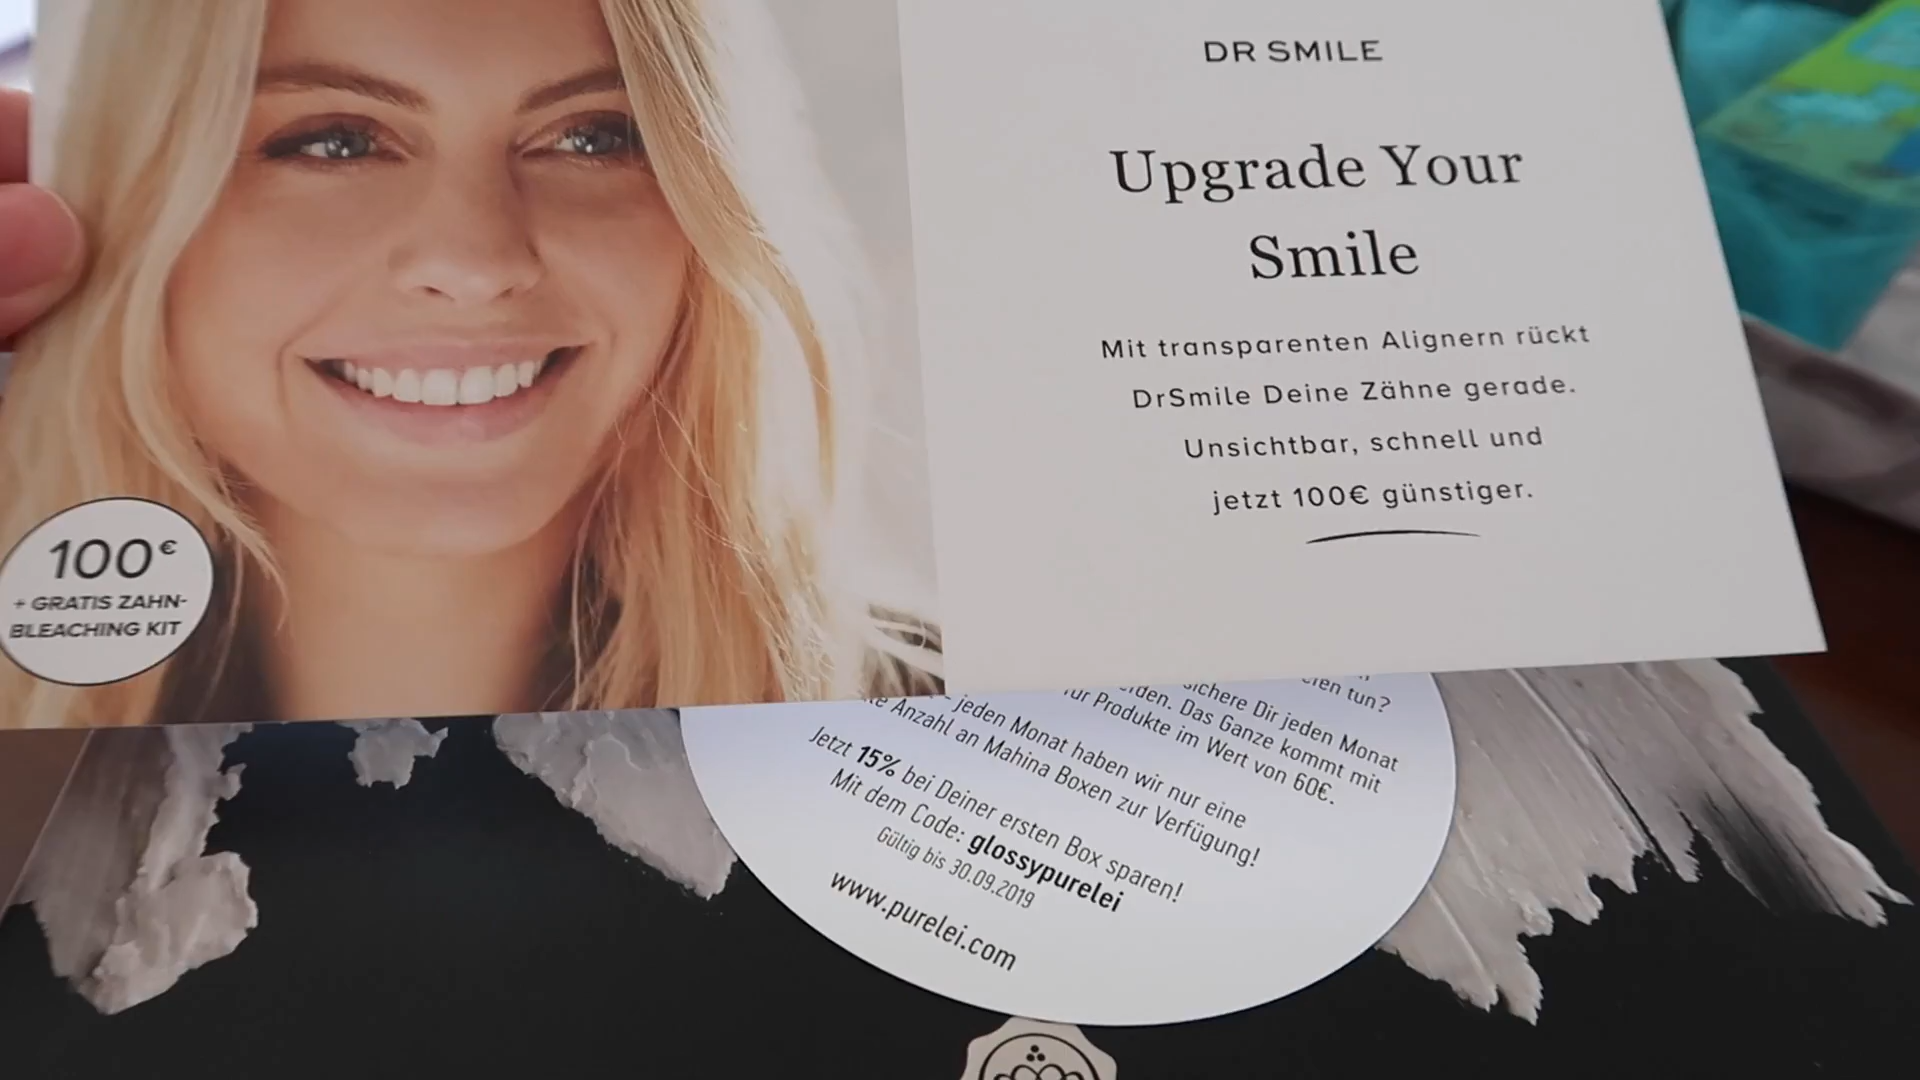 DR SMILE
Upgrade Your
Smile
Mit transparenten Alignern rückt
DrSmile Deine Zähne gerade.
Unsichtbar, schnell und
jetzt 100€ günstiger.
100€
+ GRATIS ZAHN-
BLEACHING KIT
tun?
Dir jeden Monat
Das Ganze kommt mit
Produkte im Wert von 60€.
jeden Monat haben wir nur eine
Anzahl an Mahina Boxen zur Verfügung!
Jetzt 15% bei Deiner ersten Box sparen!
Mit dem Code: glossypurelei
Gültig bis 30.09.2019
www.purelei.com